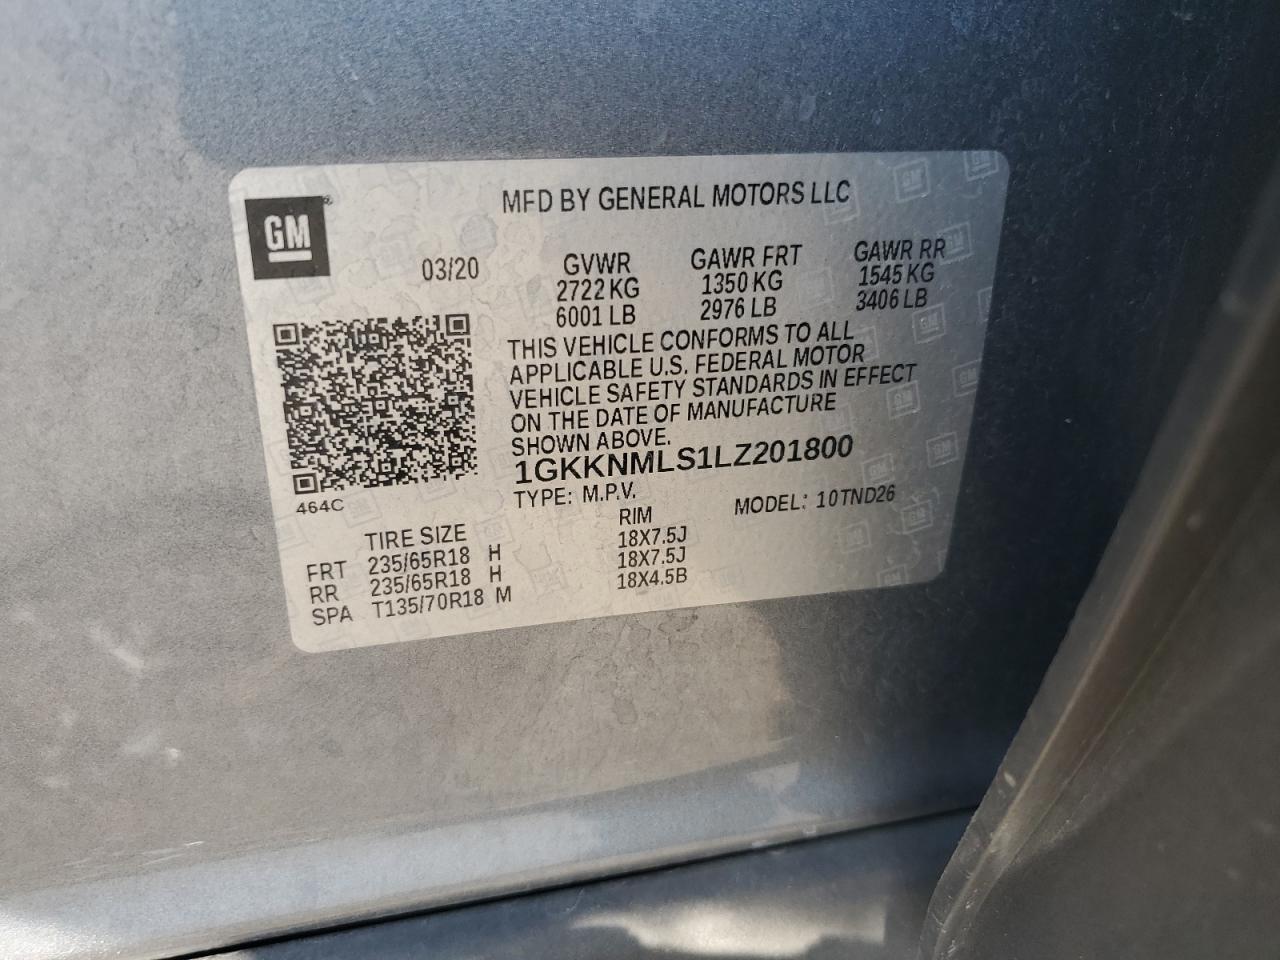 GM
MFD BY GENERAL MOTORS LLC
03/20
GVWR GAWR FRT GAWR RR
2722 KG 1350 KG 1545 KG
6001 LB 2976 LB 3406 LB
THIS VEHICLE CONFORMS TO ALL
APPLICABLE U.S. FEDERAL MOTOR
VEHICLE SAFETY STANDARDS IN EFFECT
ON THE DATE OF MANUFACTURE
SHOWN ABOVE.
1GKKNMLS1LZ201800
464C
TYPE: M.P.V. MODEL: 10TND26
TIRE SIZE RIM
FRT 235/65R18 H 18X7.5J
RR 235/65R18 H 18X7.5J
SPA T135/70R18 M 18X4.5B